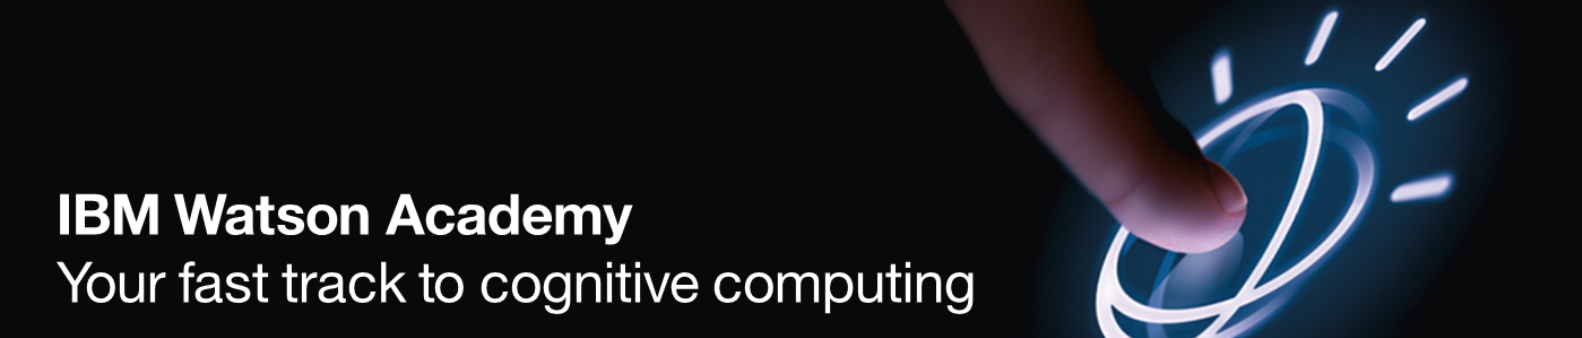 IBM Watson Academy
Your fast track to cognitive computing